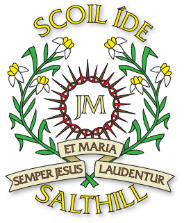 SCOIL ÍDE
JM
ET MARIA
SEMPER JESUS LAUDENTUR
SALTHILL